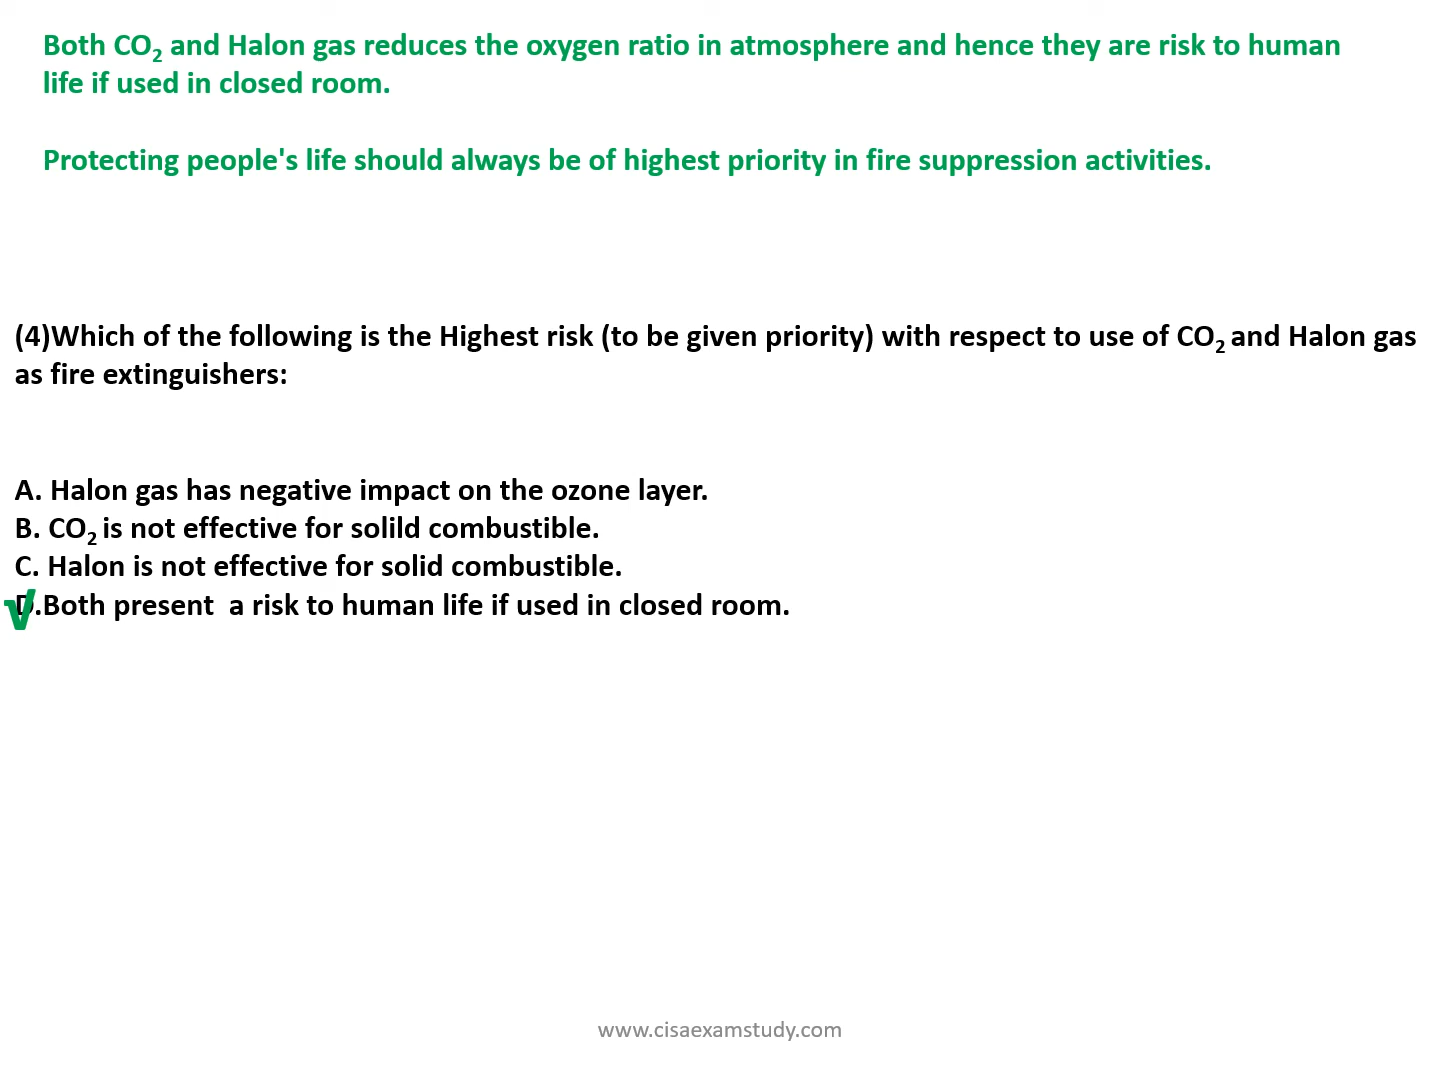 Both CO₂ and Halon gas reduces the oxygen ratio in atmosphere and hence they are risk to human
life if used in closed room.
Protecting people's life should always be of highest priority in fire suppression activities.
(4)Which of the following is the Highest risk (to be given priority) with respect to use of CO₂ and Halon gas
as fire extinguishers:
A. Halon gas has negative impact on the ozone layer.
B. CO₂ is not effective for solild combustible.
C. Halon is not effective for solid combustible.
√D.Both present  a risk to human life if used in closed room.
www.cisaexamstudy.com